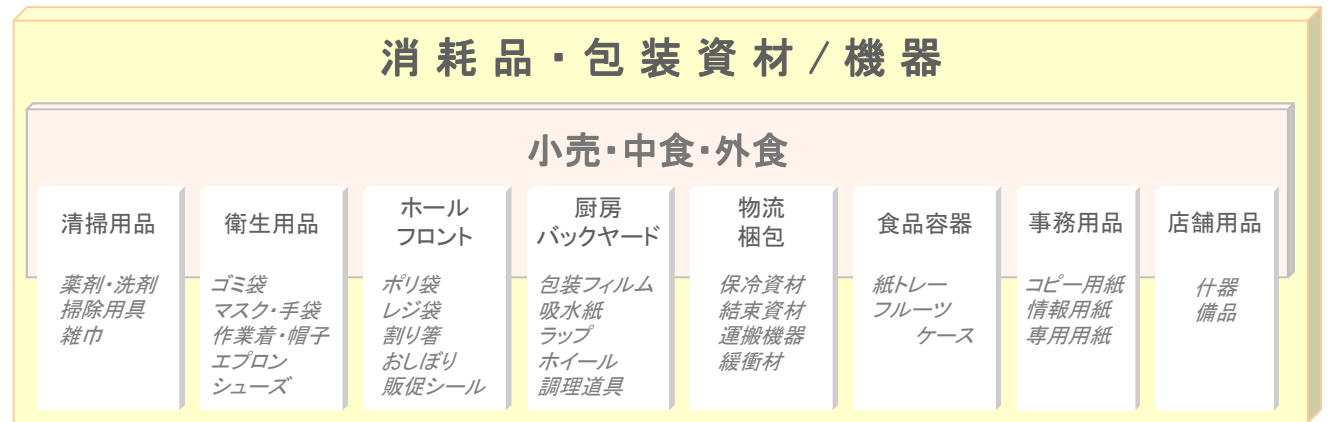 消耗品・包装資材/機器
小売・中食・外食
清掃用品
薬剤・洗剤
掃除用具
雑巾
衛生用品
ゴミ袋
マスク・手袋
作業着・帽子
エプロン
シューズ
ホール
フロント
ポリ袋
レジ袋
割り箸
おしぼり
販促シール
厨房
バックヤード
包装フィルム
吸水紙
ラップ
ホイール
調理道具
物流
梱包
保冷資材
結束資材
運搬機器
緩衝材
食品容器
紙トレー
フルーツ
ケース
事務用品
コピー用紙
情報用紙
専用用紙
店舗用品
什器
備品